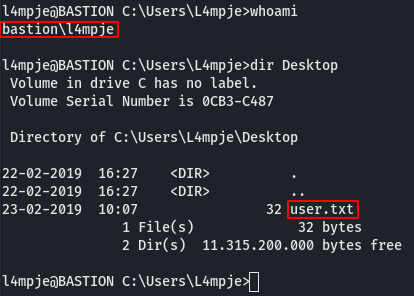 l4mpje@BASTION C:\Users\L4mpje>whoami
bastion\l4mpje

l4mpje@BASTION C:\Users\L4mpje>dir Desktop
 Volume in drive C has no label.
 Volume Serial Number is 0CB3-C487

 Directory of C:\Users\L4mpje\Desktop

22-02-2019  16:27    <DIR>          .
22-02-2019  16:27    <DIR>          ..
23-02-2019  10:07                32 user.txt
               1 File(s)             32 bytes
               2 Dir(s)  11.315.200.000 bytes free

l4mpje@BASTION C:\Users\L4mpje>